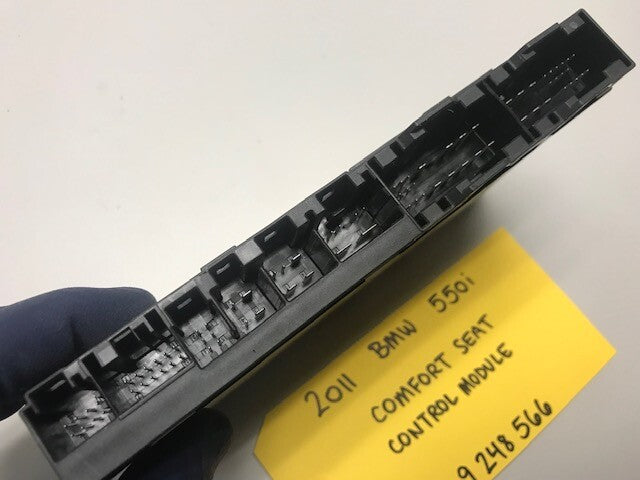 2011 BMW 550i
COMFORT SEAT
CONTROL MODULE
9 248 566